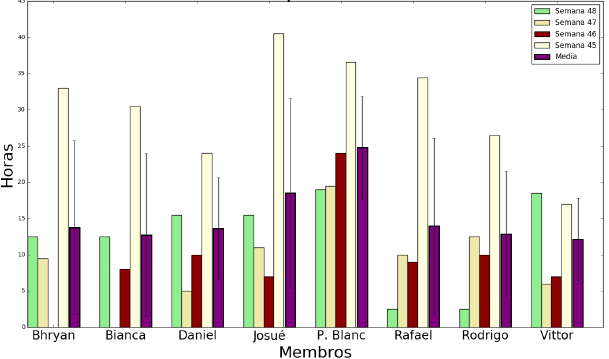 45
40
35
30
25
20
15
10
5
0
Horas
Semana 48
Semana 47
Semana 46
Semana 45
Media
Bhryan Bianca Daniel Josué P. Blanc Rafael Rodrigo Vittor
Membros